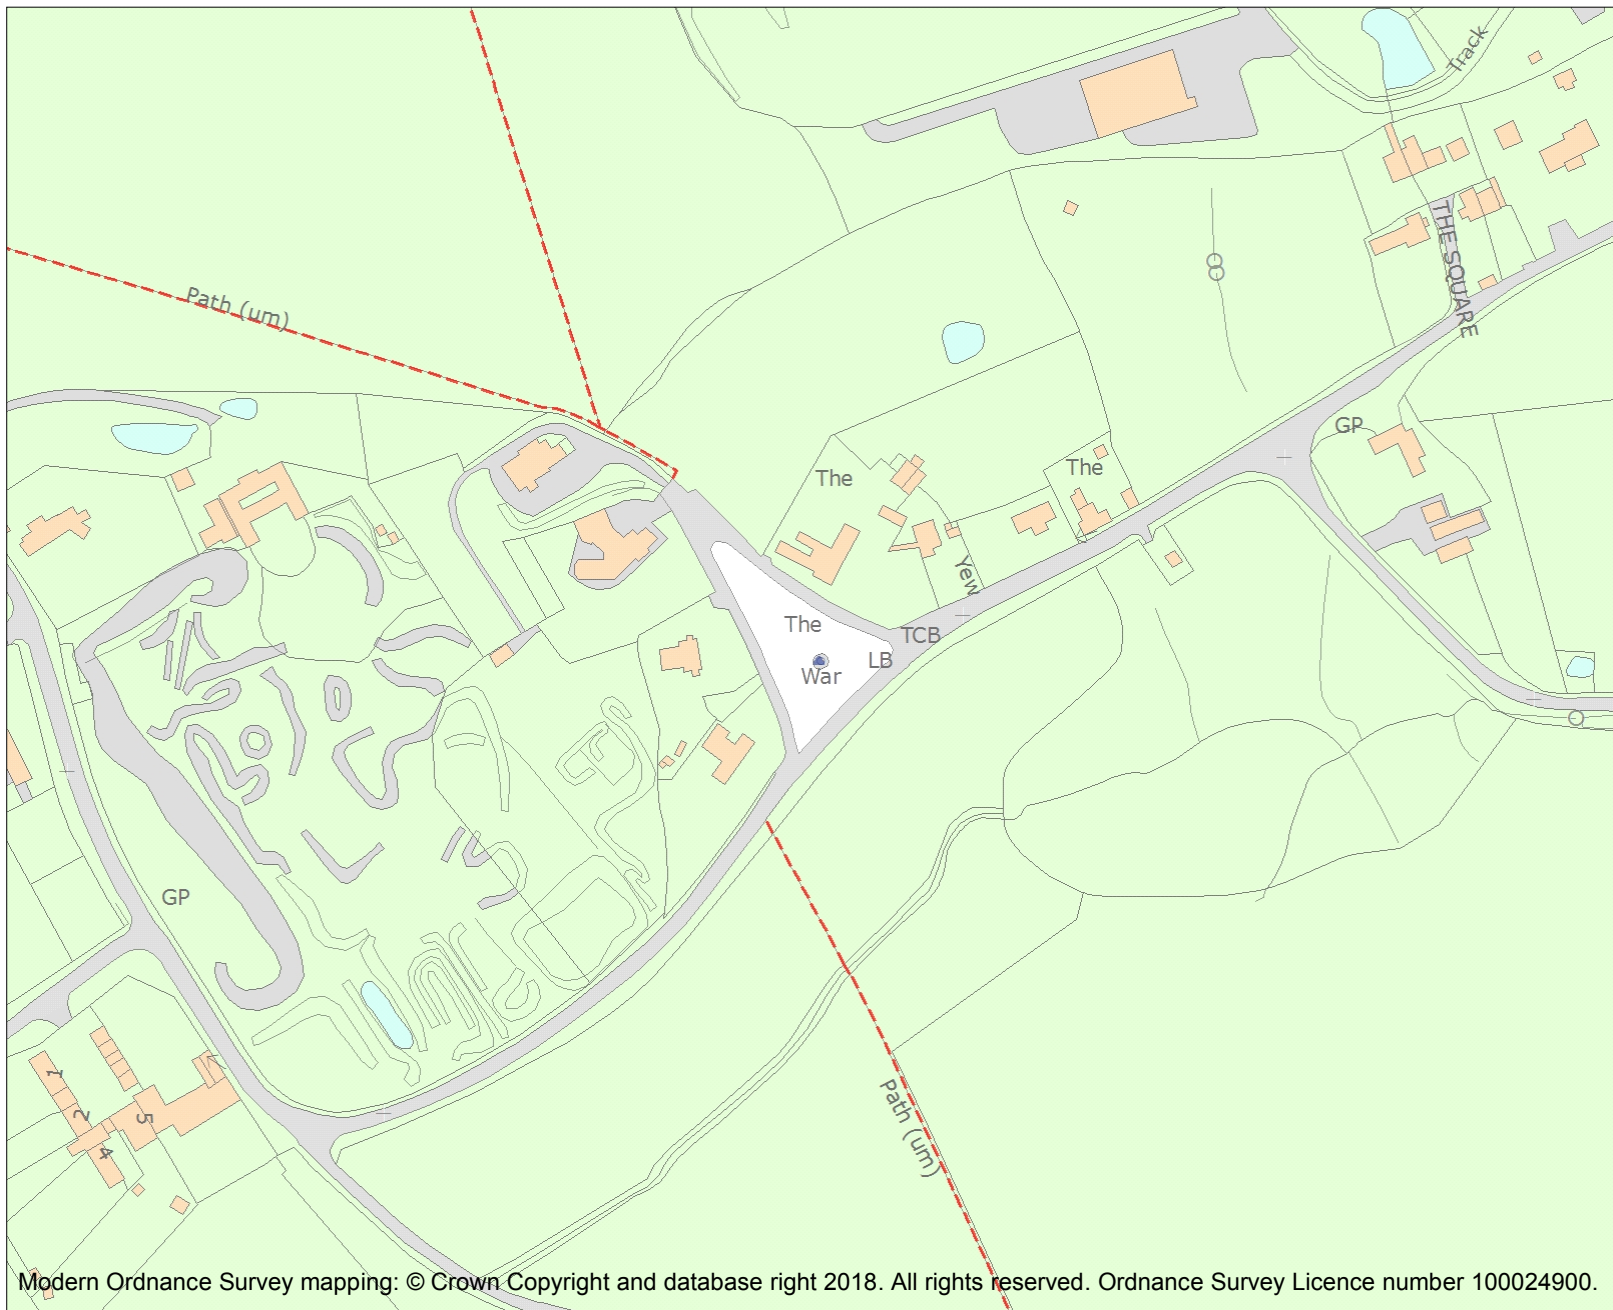 Track
THE SQUARE
Path (um)
GP
The
The
Yew
The
TCB
LB
War
GP
1
2
5
4
Path (um)
Modern Ordnance Survey mapping: © Crown Copyright and database right 2018. All rights reserved. Ordnance Survey Licence number 100024900.